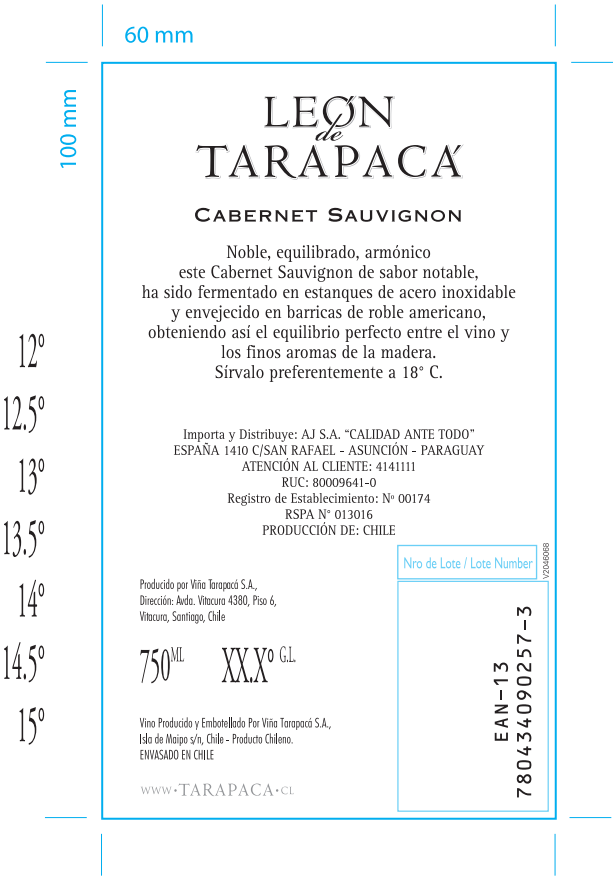 60 mm
100 mm
LEÓN
de
TARAPACÁ
CABERNET SAUVIGNON
Noble, equilibrado, armónico
este Cabernet Sauvignon de sabor notable,
ha sido fermentado en estanques de acero inoxidable
y envejecido en barricas de roble americano,
obteniendo así el equilibrio perfecto entre el vino y
los finos aromas de la madera.
Sírvalo preferentemente a 18° C.
12°
12.5°
13°
13.5°
14°
14.5°
15°
Importa y Distribuye: AJ S.A. “CALIDAD ANTE TODO”
ESPAÑA 1410 C/SAN RAFAEL - ASUNCIÓN - PARAGUAY
ATENCIÓN AL CLIENTE: 4141111
RUC: 80009641-0
Registro de Establecimiento: Nº 00174
RSPA N° 013016
PRODUCCIÓN DE: CHILE
Nro de Lote / Lote Number
V2046068
Producido por Viña Tarapacá S.A.,
Dirección: Avda. Vitacura 4380, Piso 6,
Vitacura, Santiago, Chile
750 ML XX.X° G.L.
EAN-13
780434090257-3
Vino Producido y Embotellado Por Viña Tarapacá S.A.,
Isla de Maipo s/n, Chile - Producto Chileno.
ENVASADO EN CHILE
WWW•TARAPACA•CL